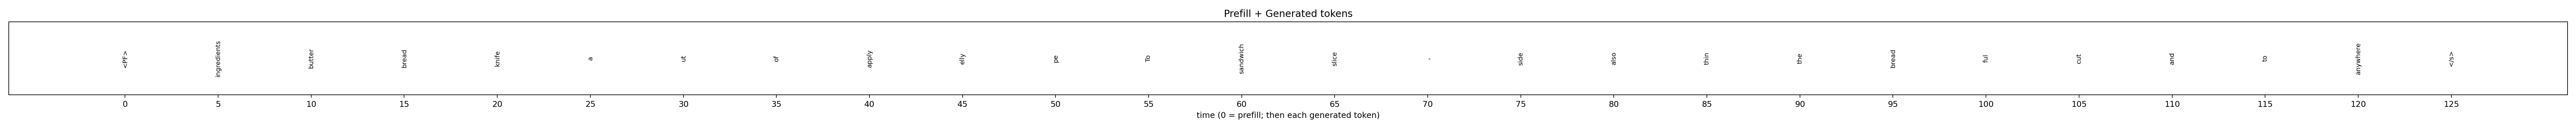 Prefill + Generated tokens
<PF> ingredients butter bread knife a ut of apply elly pe To sandwich slice - side also thin the bread ful cut and to anywhere </s>
0 5 10 15 20 25 30 35 40 45 50 55 60 65 70 75 80 85 90 95 100 105 110 115 120 125
time (0 = prefill; then each generated token)